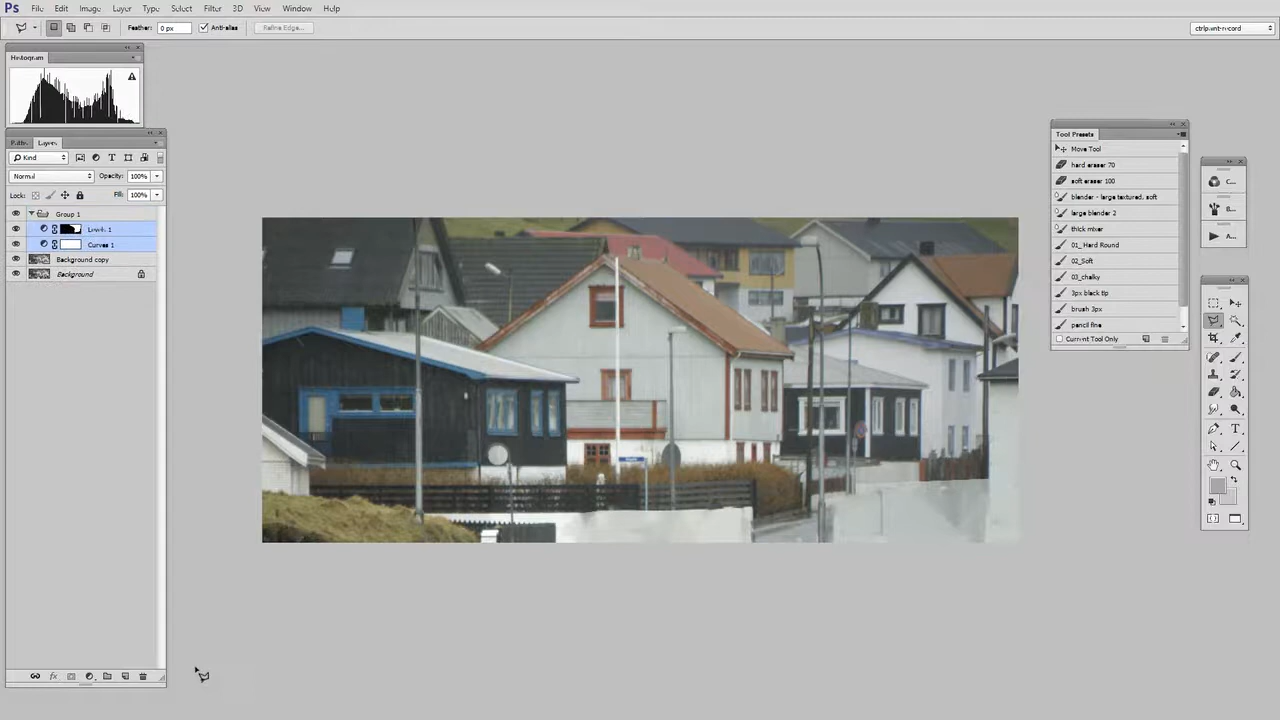 Ps File Edit Image Layer Type Select Filter 3D View Window Help
Feather: 0 px Anti-alias Refine Edge...
Histogram
Paths Layers
Kind
Normal Opacity: 100%
Lock: Fill: 100%
Group 1
Levels 1
Curves 1
Background copy
Background
Tool Presets
Move Tool
hard eraser 70
soft eraser 100
blender - large textured, soft
large blender 2
thick mixer
01_ Hard Round
02_Soft
03_chalky
3px black tip
brush 3px
pencil fine
Current Tool Only
C...
B...
A...